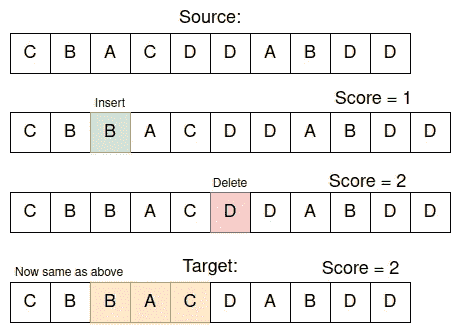 Source:
C B A C D D A B D D
Insert
Score = 1
C B B A C D D A B D D
Delete
Score = 2
C B B A C D D A B D D
Now same as above
Target:
Score = 2
C B B A C D A B D D